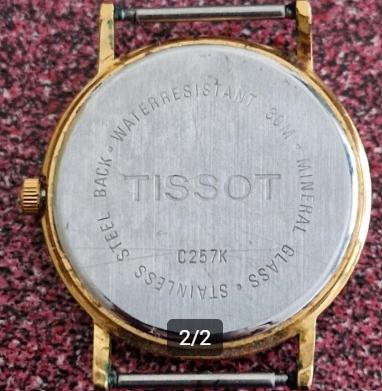 WATERRESISTANT 30M • MINERAL GLASS • STAINLESS STEEL BACK •
TISSOT
C257K
2/2